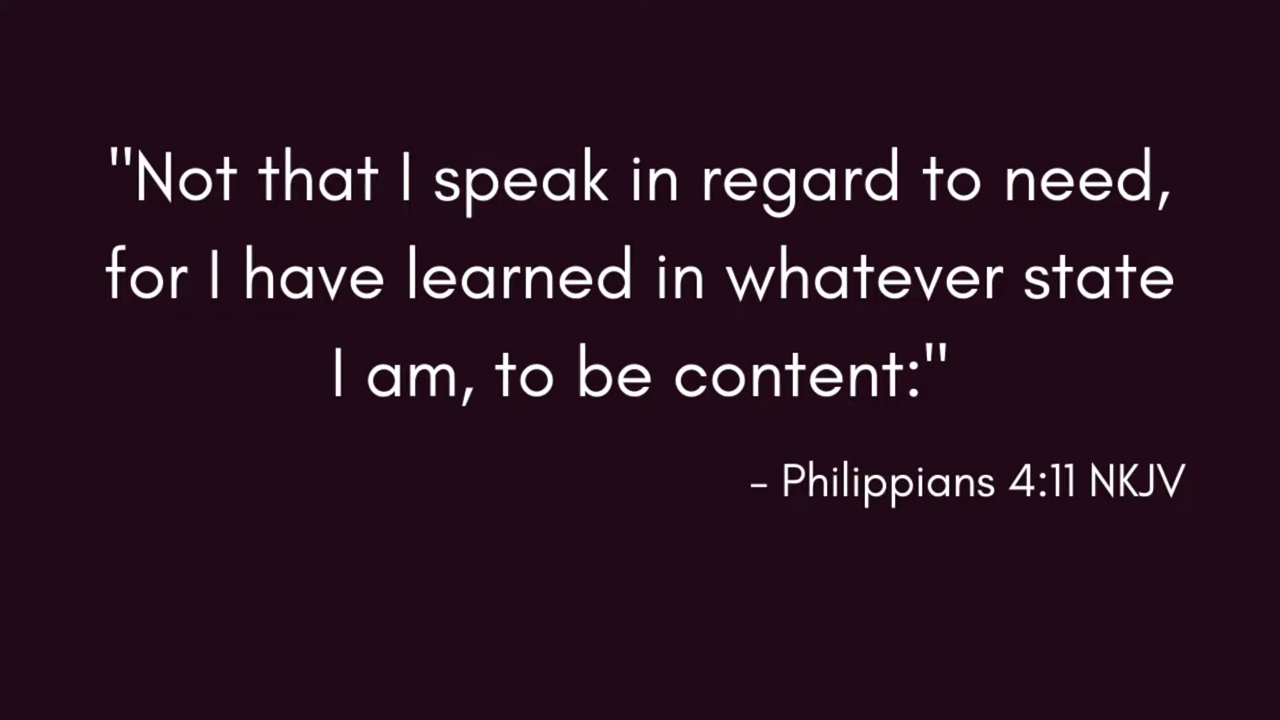 "Not that I speak in regard to need,
for I have learned in whatever state
I am, to be content:"
– Philippians 4:11 NKJV